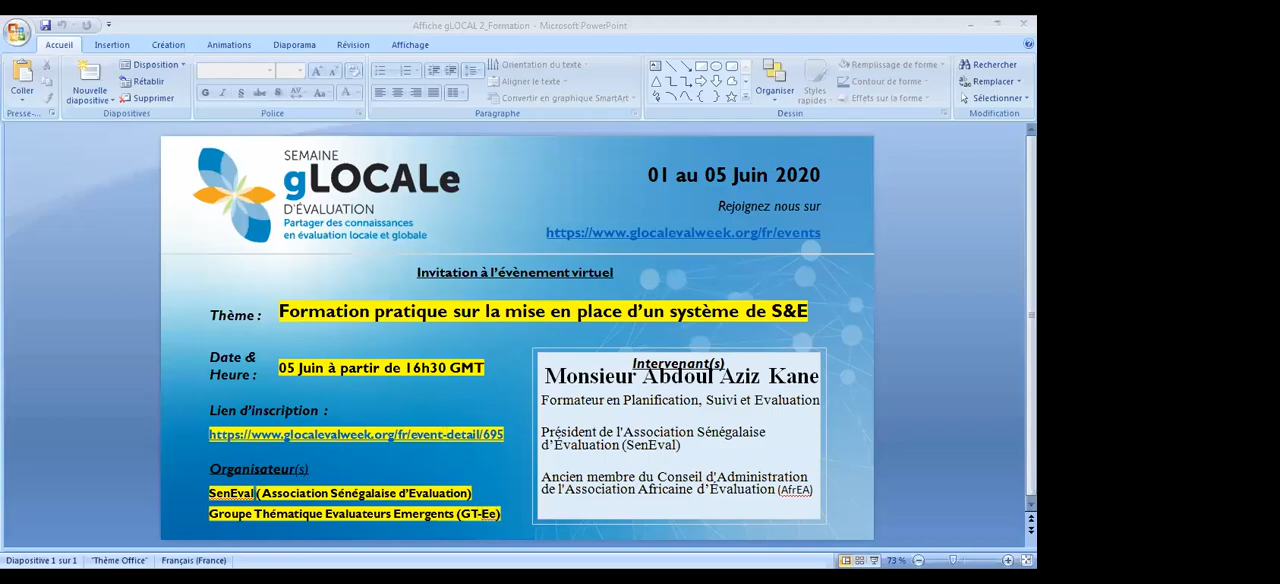 Affiche gLOCAL 2_Formation - Microsoft PowerPoint
Accueil Insertion Création Animations Diaporama Révision Affichage
Coller
Presse-...
Nouvelle diapositive
Disposition
Rétablir
Supprimer
Diapositives
G I S abc S AV Aa A
Police
Orientation du texte
Aligner le texte
Convertir en graphique SmartArt
Paragraphe
Organiser
Styles rapides
Remplissage de forme
Contour de forme
Effets sur la forme
Dessin
Rechercher
Remplacer
Sélectionner
Modification
SEMAINE
gLOCALe
D'ÉVALUATION
Partager des connaissances
en évaluation locale et globale
01 au 05 Juin 2020
Rejoignez nous sur
https://www.glocalevalweek.org/fr/events
Invitation à l'évènement virtuel
Thème : Formation pratique sur la mise en place d'un système de S&E
Date &
Heure : 05 Juin à partir de 16h30 GMT
Lien d'inscription :
https://www.glocalevalweek.org/fr/event-detail/695
Organisateur(s)
SenEval ( Association Sénégalaise d'Evaluation)
Groupe Thématique Evaluateurs Emergents (GT-Ee)
Intervenant(s)
Monsieur Abdoul Aziz Kane
Formateur en Planification, Suivi et Evaluation
Président de l'Association Sénégalaise
d'Evaluation (SenEval)
Ancien membre du Conseil d'Administration
de l'Association Africaine d'Évaluation (AfrEA)
Diapositive 1 sur 1 "Thème Office" Français (France) 73 %